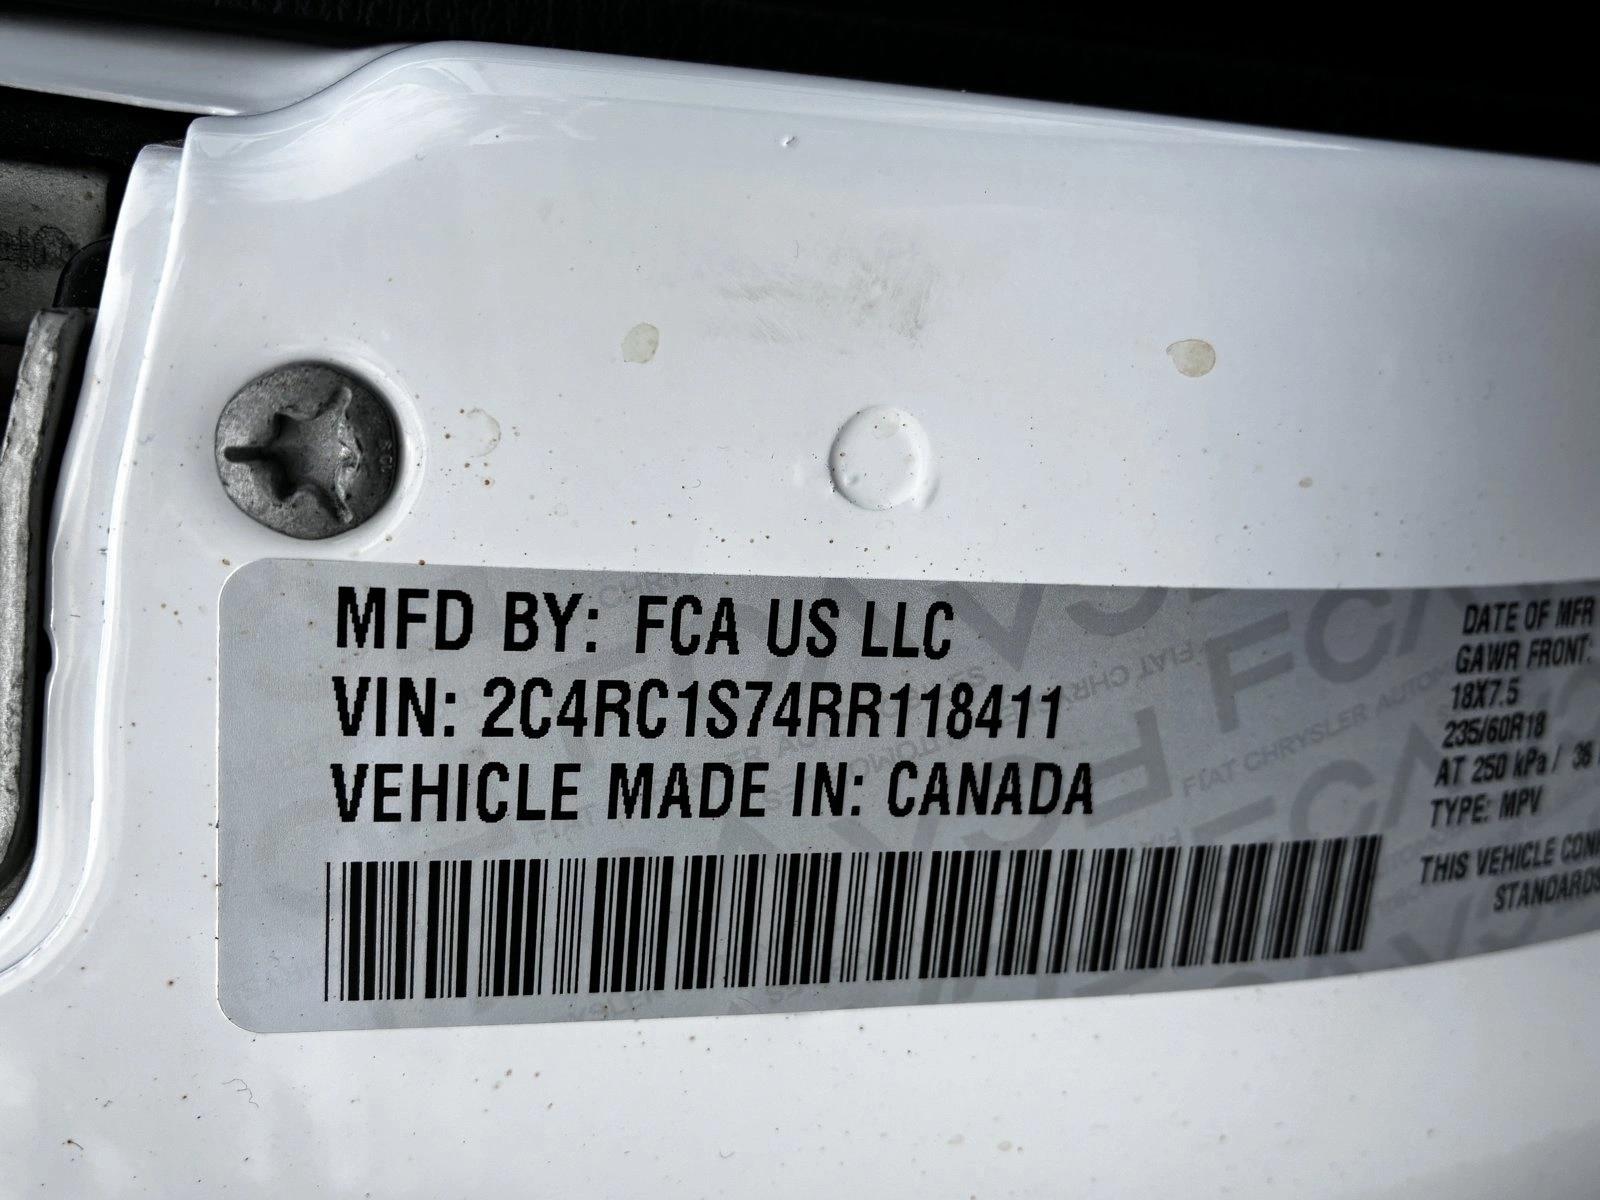 MFD BY: FCA US LLC
VIN: 2C4RC1S74RR118411
VEHICLE MADE IN: CANADA
DATE OF MFR
GAWR FRONT:
18X7.5
235/60R18
AT 250 kPa / 36
TYPE: MPV
THIS VEHICLE
STANDARDS